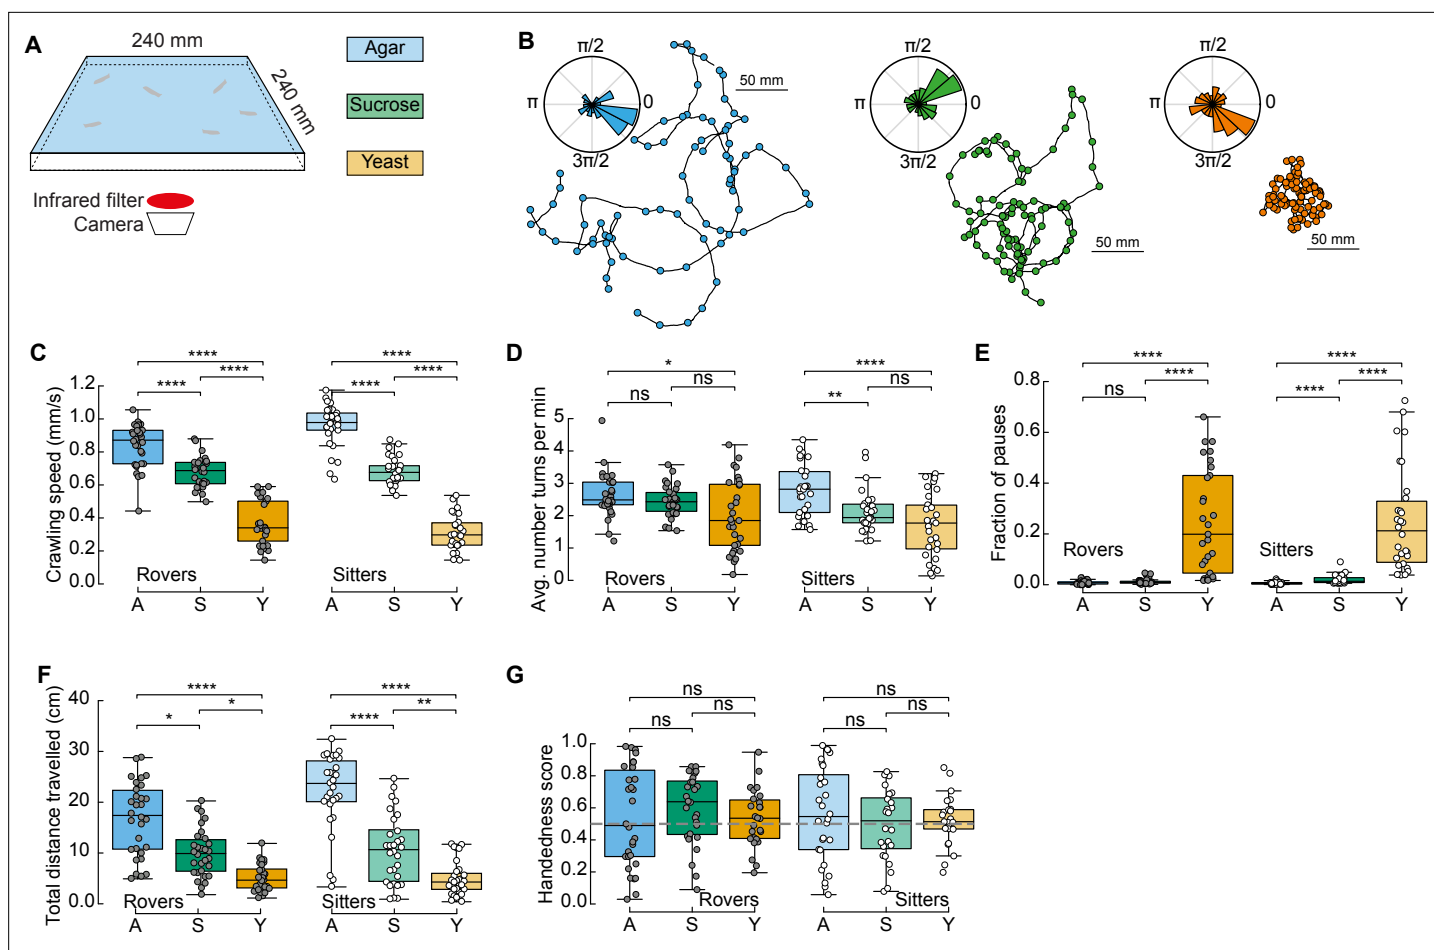 A
240 mm
240 mm
Agar
Sucrose
Yeast
Infrared filter
Camera
B
π/2
π
0
3π/2
50 mm
π/2
π
0
3π/2
50 mm
π/2
π
0
3π/2
50 mm
C
Crawling speed (mm/s)
1.2
1.0
0.8
0.6
0.4
0.2
0.0
****
****
****
****
****
****
Rovers
Sitters
A
S
Y
A
S
Y
D
Avg. number turns per min
5
4
3
2
1
0
*
ns
ns
****
**
ns
Rovers
Sitters
A
S
Y
A
S
Y
E
Fraction of pauses
0.8
0.6
0.4
0.2
0.0
****
****
ns
****
****
****
Rovers
Sitters
A
S
Y
A
S
Y
F
Total distance travelled (cm)
40
30
20
10
0.0
****
*
*
****
****
**
Rovers
Sitters
A
S
Y
A
S
Y
G
Handedness score
1.0
0.8
0.6
0.4
0.2
0.0
ns
ns
ns
ns
ns
ns
Rovers
Sitters
A
S
Y
A
S
Y